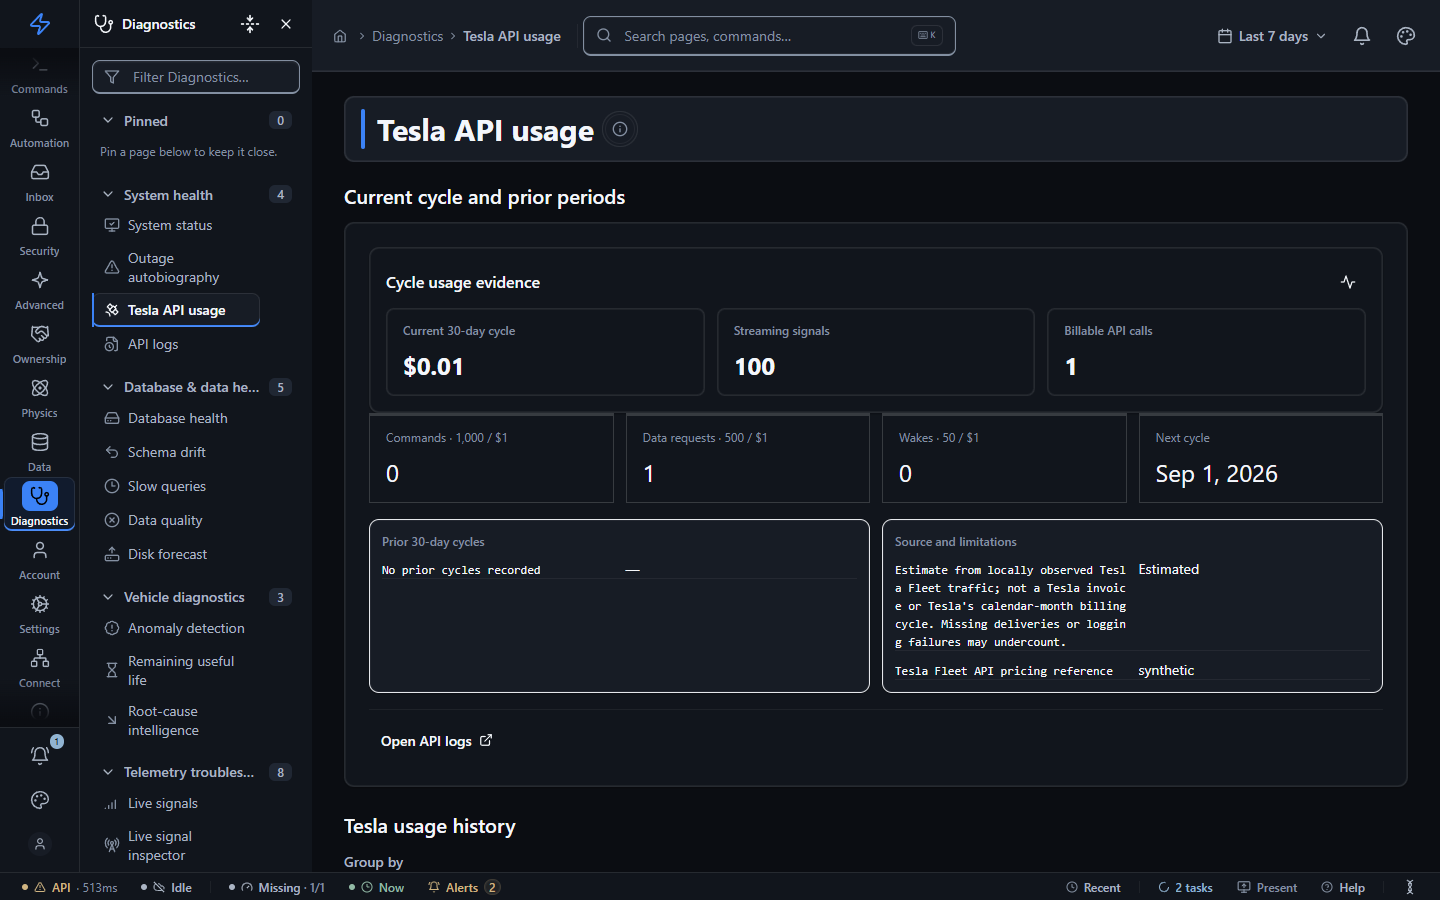 Diagnostics
Diagnostics
Tesla API usage
Search pages, commands...
K
Last 7 days
Commands
Automation
Inbox
Security
Advanced
Ownership
Physics
Data
Diagnostics
Account
Settings
Connect
1
Filter Diagnostics...
Pinned
0
Pin a page below to keep it close.
System health
4
System status
Outage
autobiography
Tesla API usage
API logs
Database & data he...
5
Database health
Schema drift
Slow queries
Data quality
Disk forecast
Vehicle diagnostics
3
Anomaly detection
Remaining useful
life
Root-cause
intelligence
Telemetry troubles...
8
Live signals
Live signal
inspector
Tesla API usage
Current cycle and prior periods
Cycle usage evidence
Current 30-day cycle
$0.01
Streaming signals
100
Billable API calls
1
Commands · 1,000 / $1
0
Data requests · 500 / $1
1
Wakes · 50 / $1
0
Next cycle
Sep 1, 2026
Prior 30-day cycles
No prior cycles recorded
—
Source and limitations
Estimate from locally observed Tesl
a Fleet traffic; not a Tesla invoic
e or Tesla's calendar-month billing
cycle. Missing deliveries or loggin
g failures may undercount.
Estimated
Tesla Fleet API pricing reference
synthetic
Open API logs
Tesla usage history
Group by
API · 513ms
Idle
Missing · 1/1
Now
Alerts 2
Recent
2 tasks
Present
Help